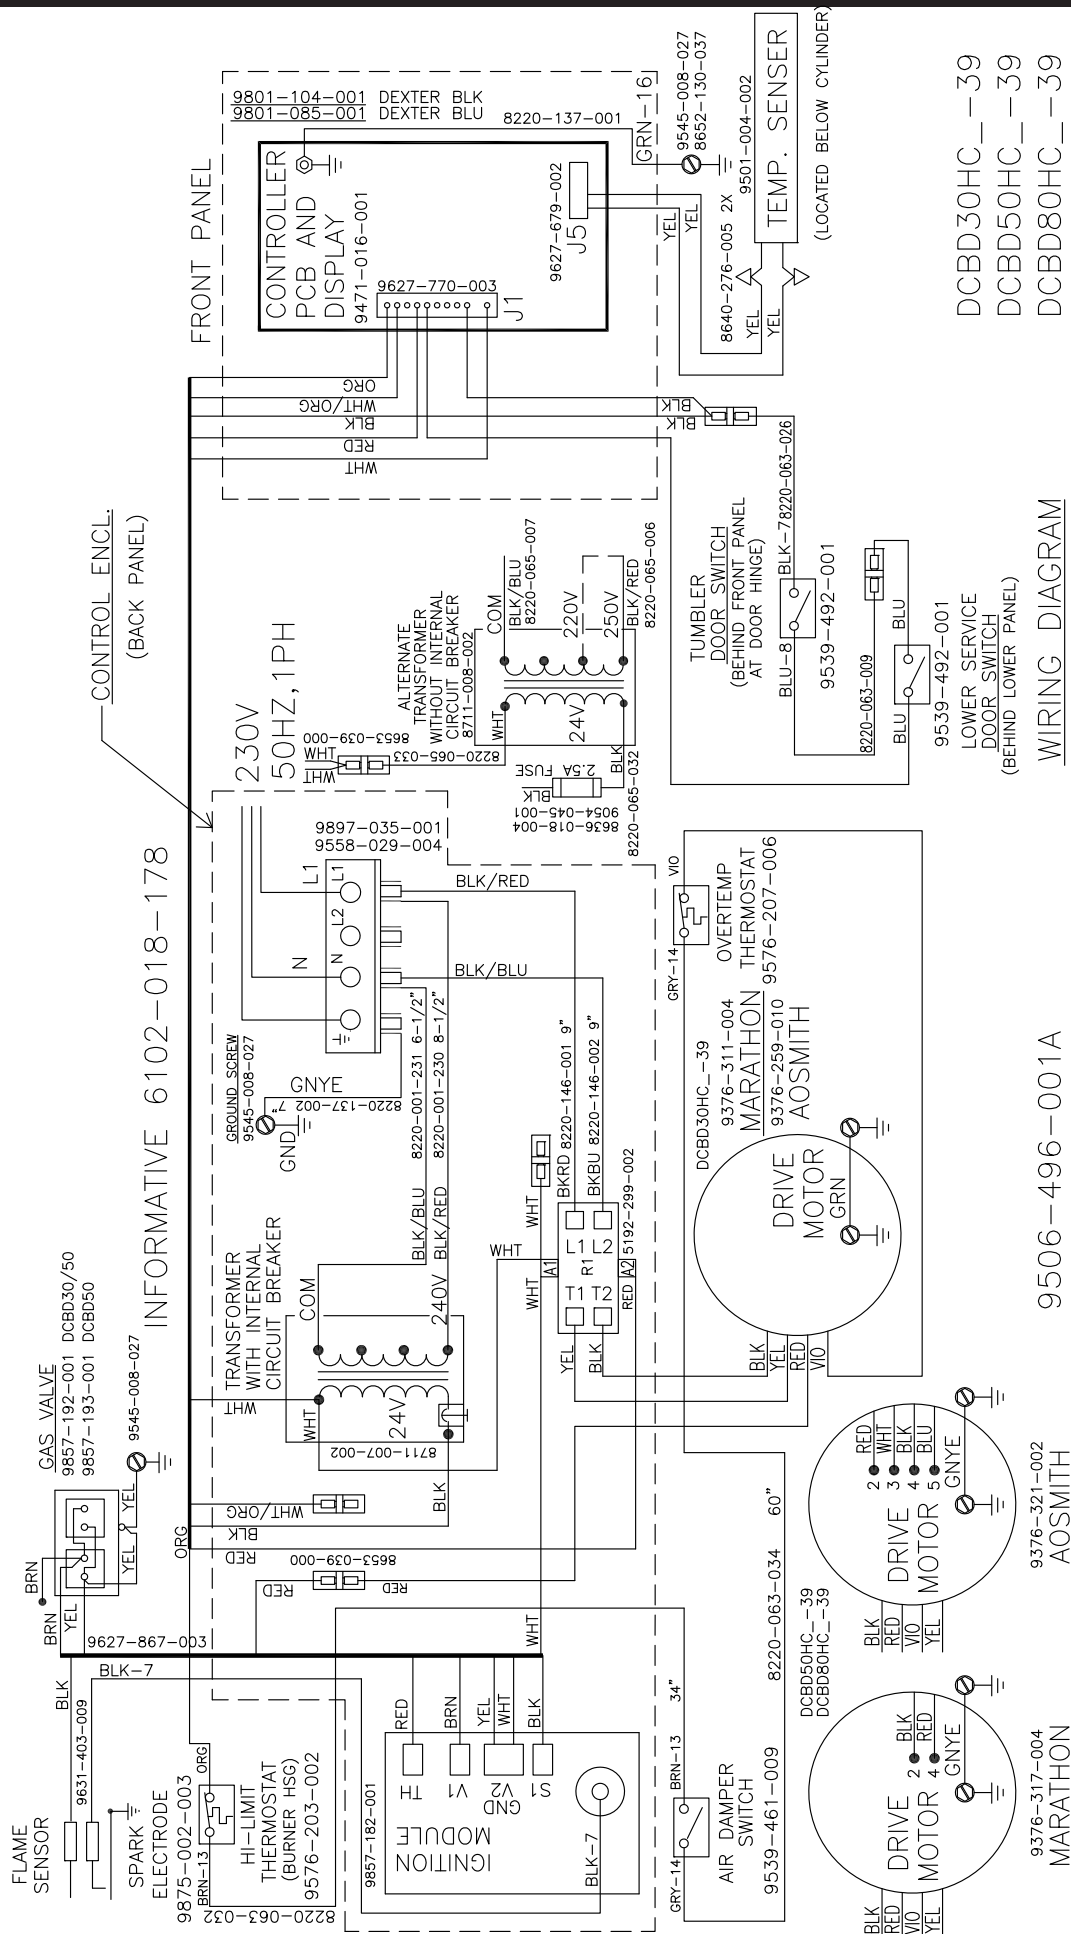 FLAME
SENSOR
9631-403-009
BLK
BLK-7
SPARK
ELECTRODE
9875-002-003
BRN-13
ORG
HI-LIMIT
THERMOSTAT
(BURNER HSG)
9576-203-002
8220-063-032
9857-182-001
IGNITION
MODULE
TH
V1
V2
GND
S1
RED
BRN
YEL
WHT
BLK
BLK-7
WHT
GAS VALVE
9857-192-001 DCBD30/50
9857-193-001 DCBD50
9545-008-027
BRN
BRN
YEL
YEL
YEL
9627-867-003
ORG
INFORMATIVE 6102-018-178
CONTROL ENCL.
(BACK PANEL)
WHT/ORG
BLK
RED
8653-039-000
RED
RED
WHT
TRANSFORMER
WITH INTERNAL
CIRCUIT BREAKER
COM
WHT
24V
240V
8711-007-002
BLK
BLK/BLU
BLK/RED
8220-001-231 6-1/2"
8220-001-230 8-1/2"
GROUND SCREW
9545-008-027
GND
GNYE
8220-137-002 7"
N
L1
N
L2
L1
9897-035-001
9558-029-004
230V
50HZ,1PH
BLK/RED
BLK/BLU
WHT
WHT
WHT
A1
L1 L2
R1
T1 T2
A2
RED
5192-299-002
BKRD 8220-146-001 9"
BKBU 8220-146-002 9"
YEL
BLK
WHT
WHT
8653-039-000
8220-065-033
ALTERNATE
TRANSFORMER
WITHOUT INTERNAL
CIRCUIT BREAKER
8711-008-002
WHT
24V
BLK
8220-065-032
BLK
2.5A FUSE
9054-045-001
8636-018-004
COM
BLK/BLU
8220-065-007
220V
250V
BLK/RED
8220-065-006
FRONT PANEL
9801-104-001 DEXTER BLK
9801-085-001 DEXTER BLU
CONTROLLER
PCB AND
DISPLAY
9471-016-001
9627-770-003
J1
9627-679-002
J5
8220-137-001
GRN-16
9545-008-027
8652-130-037
ORG
WHT/ORG
BLK
RED
WHT
BLK
BLK
YEL
YEL
8640-276-005 2X
YEL
YEL
9501-004-002
TEMP. SENSER
(LOCATED BELOW CYLINDER)
TUMBLER
DOOR SWITCH
(BEHIND FRONT PANEL
AT DOOR HINGE)
BLU-8
BLK-7
8220-063-026
9539-492-001
8220-063-009
BLU
BLU
9539-492-001
LOWER SERVICE
DOOR SWITCH
(BEHIND LOWER PANEL)
GRY-14
VIO
OVERTEMP
THERMOSTAT
9576-207-006
DCBD30HC_-39
9376-311-004
MARATHON
9376-259-010
AOSMITH
DRIVE
MOTOR
GRN
BLK
YEL
RED
VIO
BRN-13
34"
GRY-14
AIR DAMPER
SWITCH
9539-461-009
8220-063-034
60"
DCBD50HC_-39
DCBD80HC_-39
BLK
RED
VIO
YEL
DRIVE
MOTOR
2
BLK
4
RED
GNYE
9376-317-004
MARATHON
BLK
RED
VIO
YEL
DRIVE
MOTOR
2
RED
3
WHT
4
BLK
5
BLU
GNYE
9376-321-002
AOSMITH
9506-496-001A
WIRING DIAGRAM
DCBD30HC_-39
DCBD50HC_-39
DCBD80HC_-39